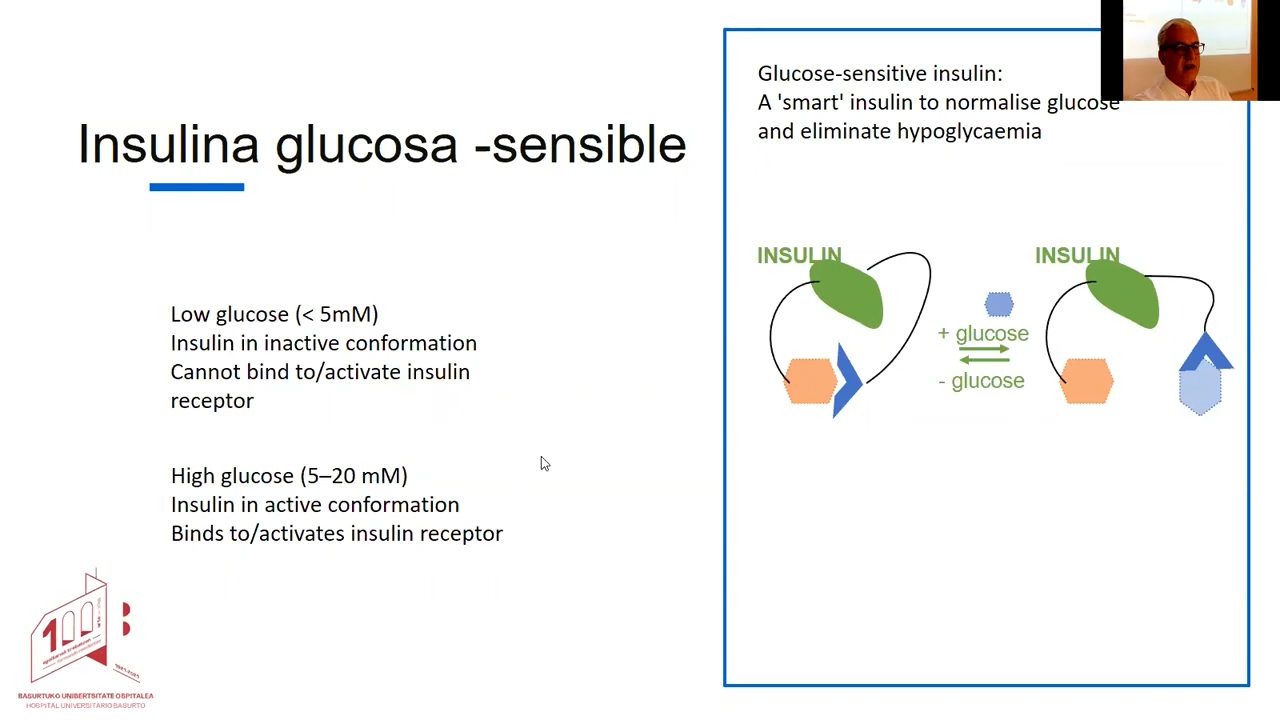 Insulina glucosa -sensible
Low glucose (< 5mM)
Insulin in inactive conformation
Cannot bind to/activate insulin
receptor
High glucose (5–20 mM)
Insulin in active conformation
Binds to/activates insulin receptor
Glucose-sensitive insulin:
A 'smart' insulin to normalise glucose
and eliminate hypoglycaemia
INSULIN
INSULIN
+ glucose
- glucose
100
B
BASURTUKO UNIBERTSITATE OSPITALEA
HOSPITAL UNIVERSITARIO BASURTO